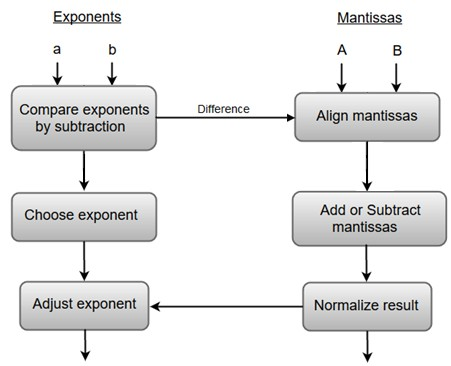 Exponents
Mantissas
a
b
A
B
Compare exponents
by subtraction
Difference
Align mantissas
Choose exponent
Add or Subtract
mantissas
Adjust exponent
Normalize result